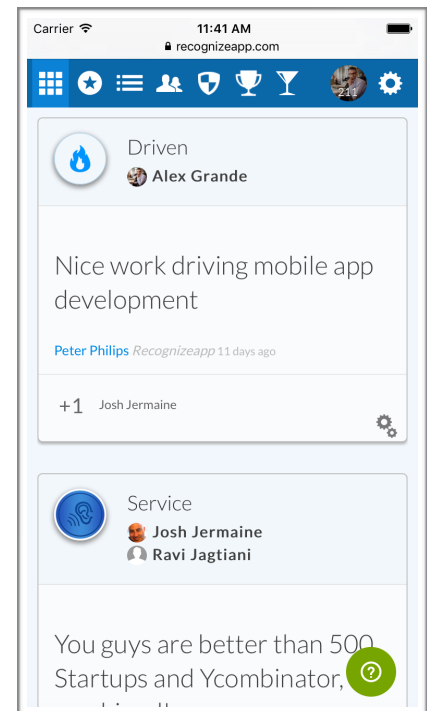 Carrier
11:41 AM
recognizeapp.com
211
Driven
Alex Grande
Nice work driving mobile app
development
Peter Philips Recognizeapp 11 days ago
+1 Josh Jermaine
Service
Josh Jermaine
Ravi Jagtiani
You guys are better than 500
Startups and Ycombinator,